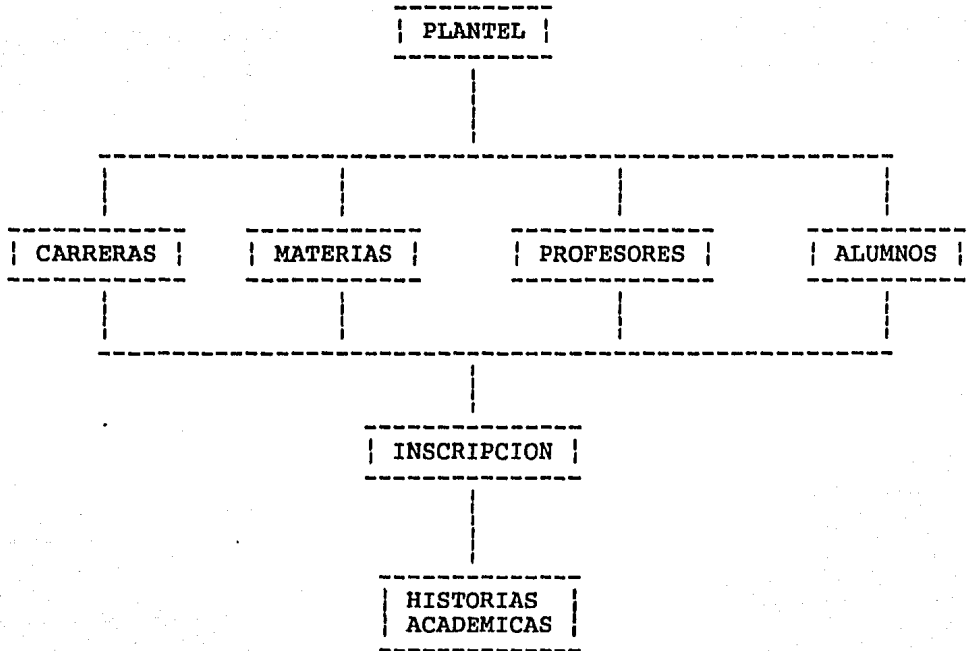 PLANTEL
CARRERAS MATERIAS PROFESORES ALUMNOS
INSCRIPCION
HISTORIAS
ACADEMICAS